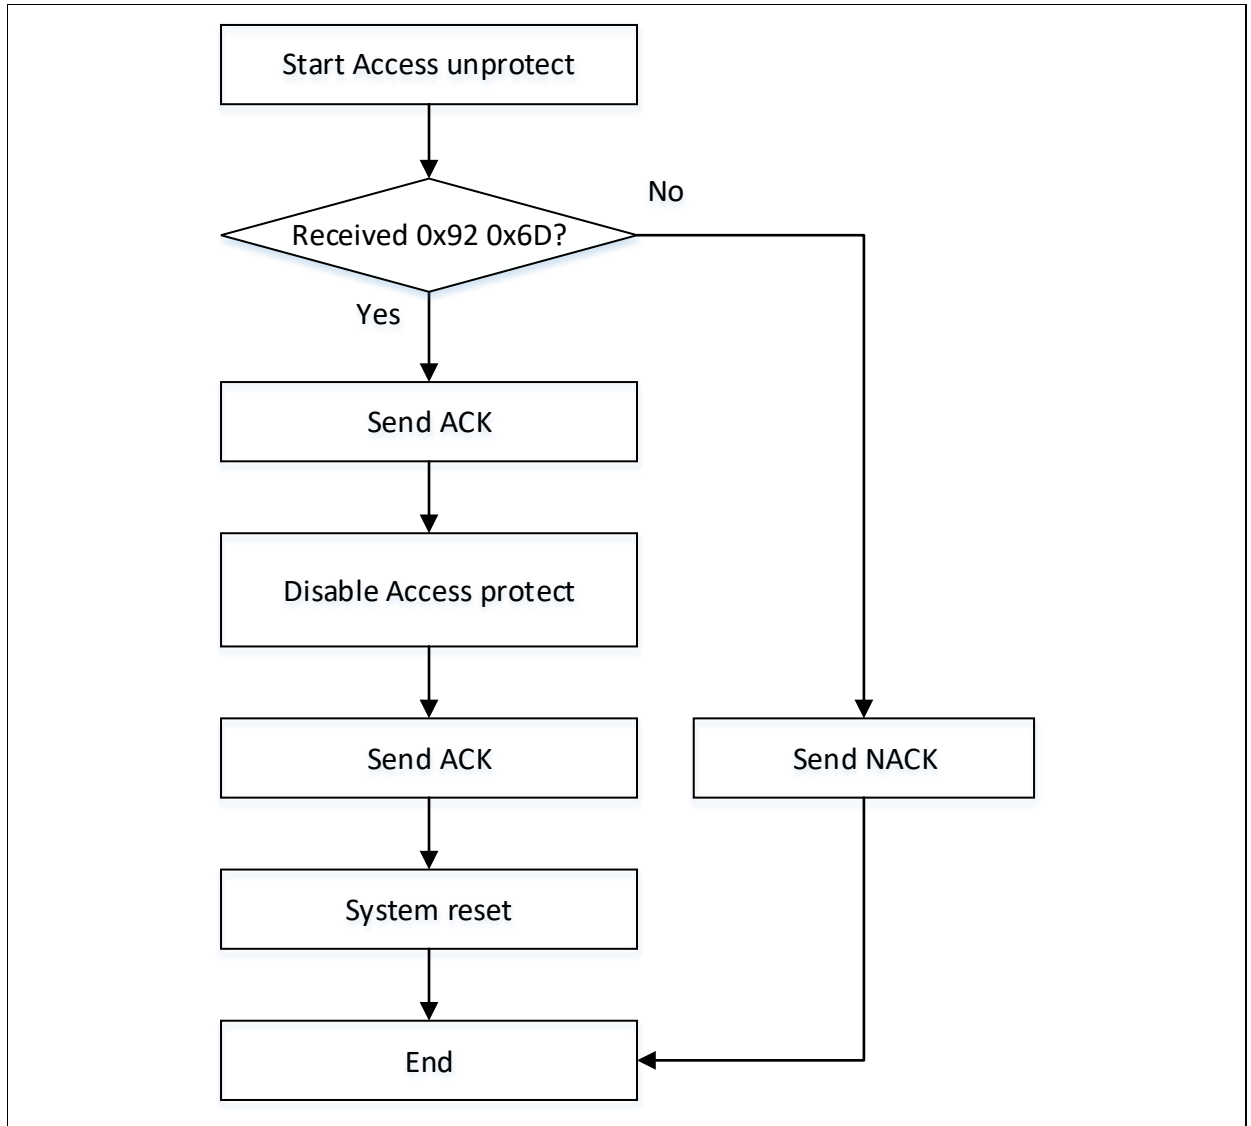 Start Access unprotect
No
Received 0x92 0x6D?
Yes
Send ACK
Disable Access protect
Send ACK
Send NACK
System reset
End